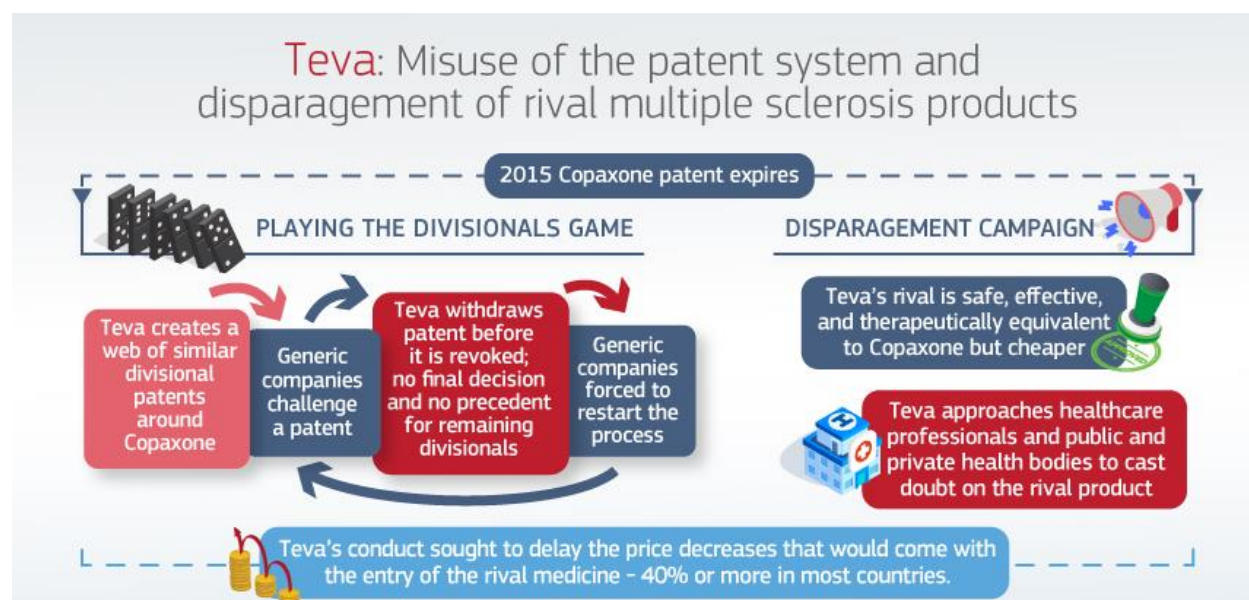 Teva: Misuse of the patent system and
disparagement of rival multiple sclerosis products
2015 Copaxone patent expires
PLAYING THE DIVISIONALS GAME
Teva creates a
web of similar
divisional
patents
around
Copaxone
Generic
companies
challenge
a patent
Teva withdraws
patent before
it is revoked;
no final decision
and no precedent
for remaining
divisionals
Generic
companies
forced to
restart the
process
DISPARAGEMENT CAMPAIGN
Teva's rival is safe, effective,
and therapeutically equivalent
to Copaxone but cheaper
APPROVED
H
Teva approaches healthcare
professionals and public and
private health bodies to cast
doubt on the rival product
Teva's conduct sought to delay the price decreases that would come with
the entry of the rival medicine – 40% or more in most countries.